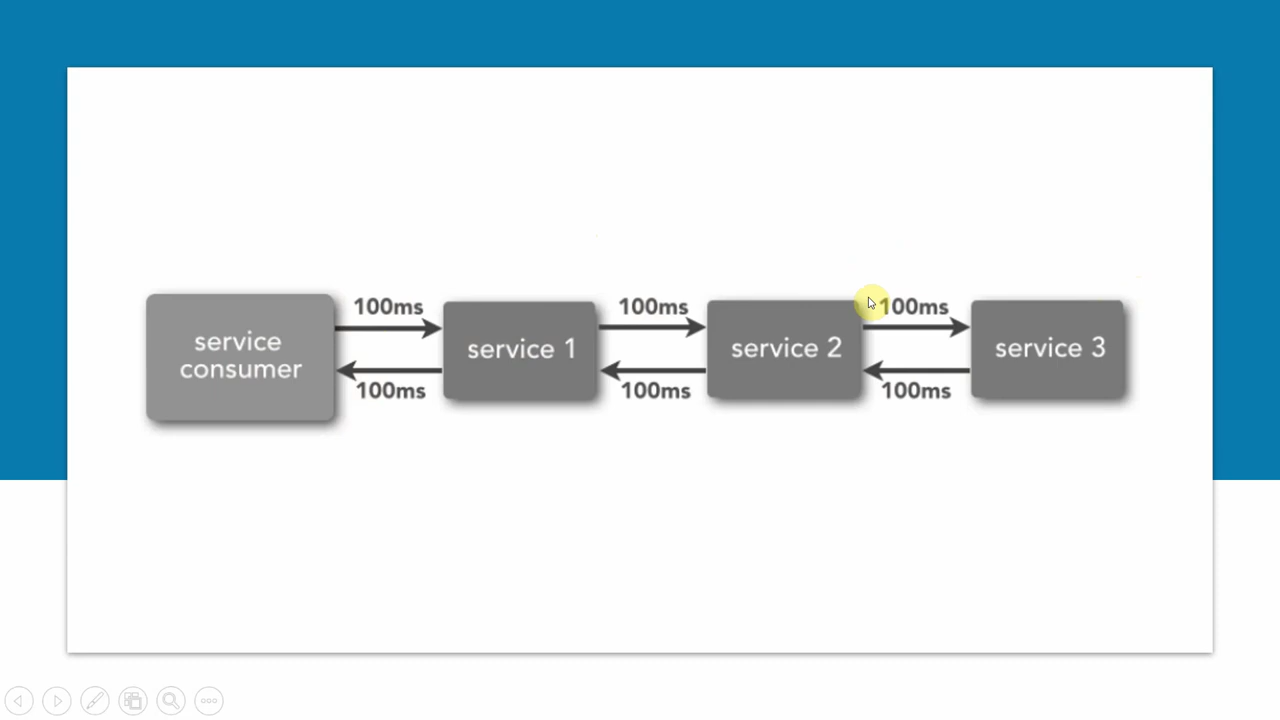 100ms
100ms
100ms
service
consumer
service 1
service 2
service 3
100ms
100ms
100ms